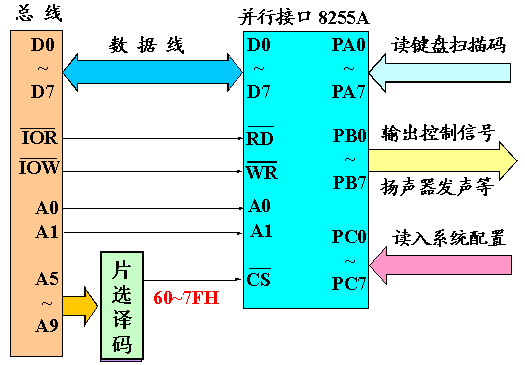 总 线
并行接口 8255A
D0
~
D7
数 据 线
D0
~
D7
PA0
~
PA7
读键盘扫描码
IOR
IOW
RD
WR
PB0
~
PB7
输出控制信号
扬声器发声等
A0
A1
A0
A1
PC0
~
PC7
读入系统配置
A5
~
A9
片选译码
60~7FH
CS